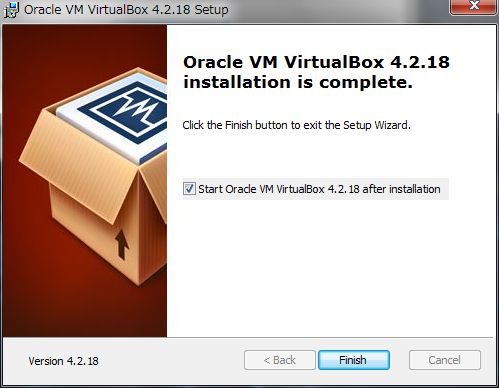 Oracle VM VirtualBox 4.2.18 Setup
Oracle VM VirtualBox 4.2.18
installation is complete.
Click the Finish button to exit the Setup Wizard.
Start Oracle VM VirtualBox 4.2.18 after installation
Version 4.2.18
< Back
Finish
Cancel